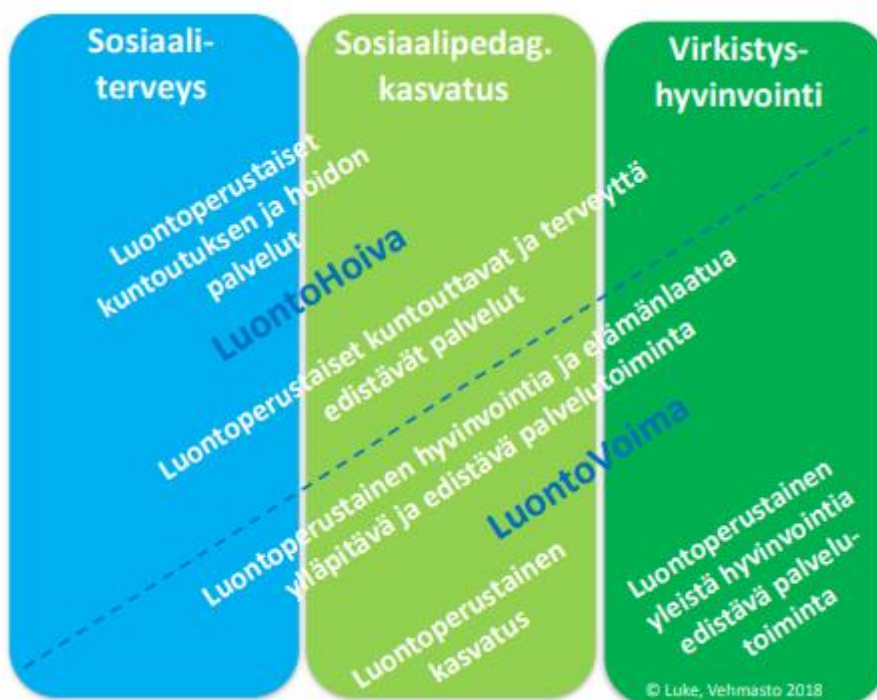 Sosiaali-
terveys
Sosiaalipedag.
kasvatus
Virkistys-
hyvinvointi
Luontoperustaiset
kuntoutuksen ja hoidon
palvelut
LuontoHoiva
Luontoperustaiset kuntouttavat ja terveyttä
edistävät palvelut
Luontoperustainen hyvinvointia ja elämänlaatua
ylläpitävä ja edistävä palvelutoiminta
LuontoVoima
Luontoperustainen
kasvatus
Luontoperustainen
yleistä hyvinvointia
edistävä palvelu-
toiminta
© Luke, Vehmasto 2018